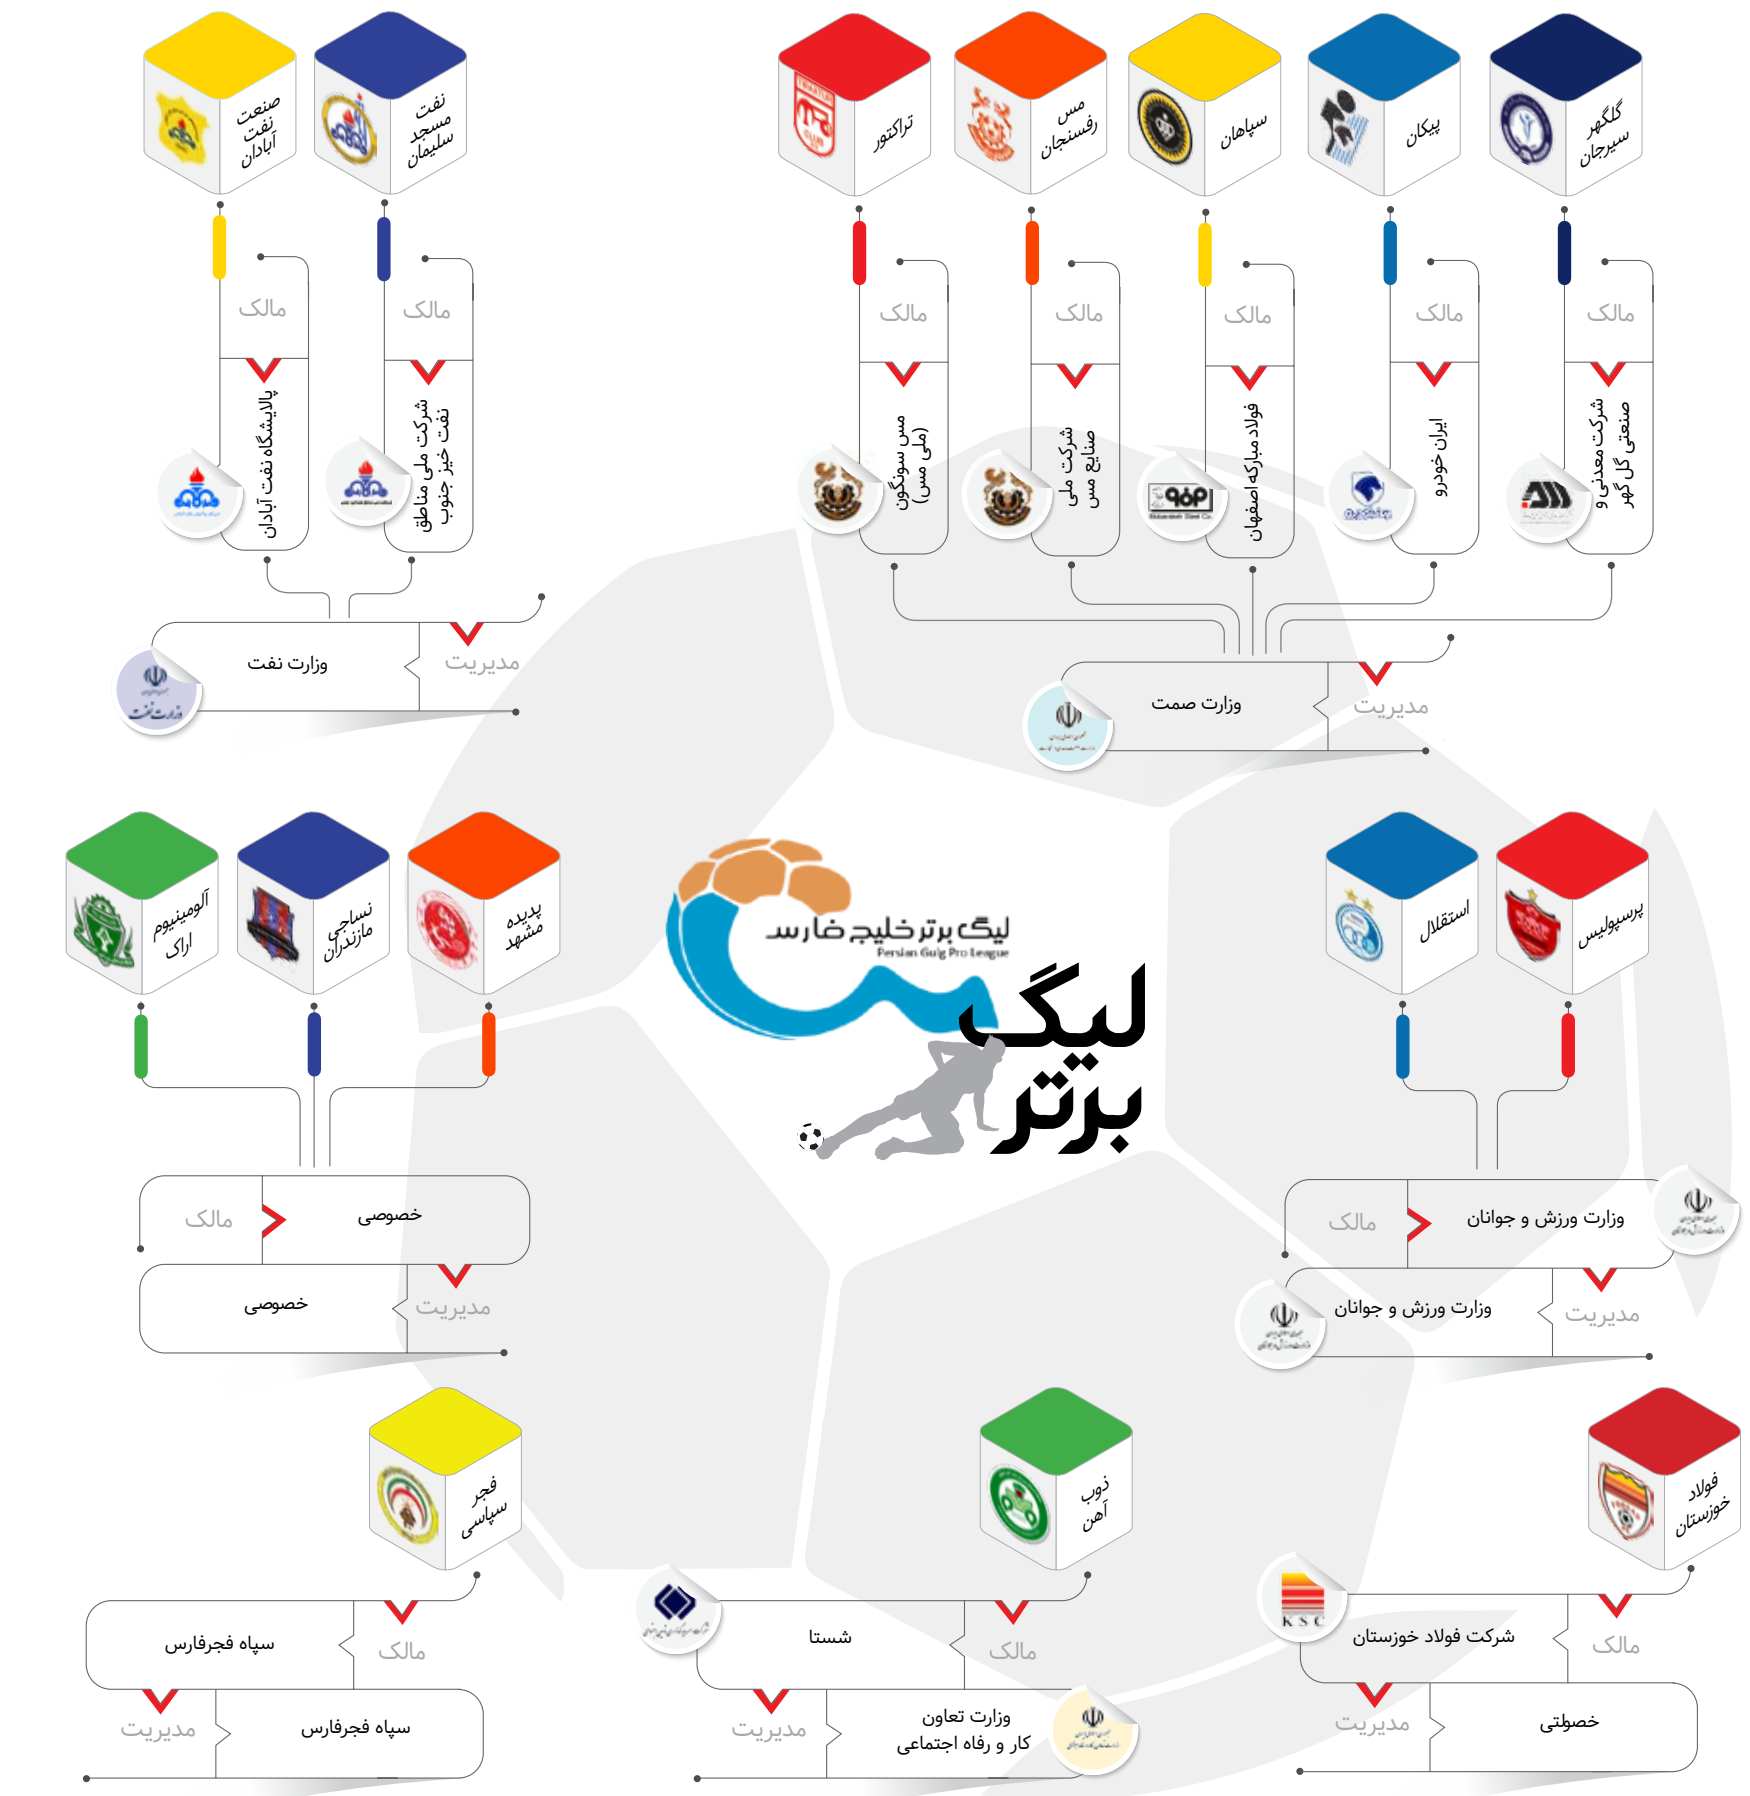 گلگهر
سیرجان
پیکان
سپاهان
مس
رفسنجان
تراکتور
نفت
مسجد
سلیمان
صنعت
نفت
آبادان
مالک
مالک
مالک
مالک
مالک
مالک
مالک
شرکت معدنی و
صنعتی گل گهر
ایران خودرو
فولاد مبارکه اصفهان
شرکت ملی
صنایع مس
مس سونگون
(ملی مس)
شرکت ملی مناطق
نفت خیز جنوب
پالایشگاه نفت آبادان
مدیریت
وزارت صمت
مدیریت
وزارت نفت
وزارت نفت
پرسپولیس
استقلال
لیگ برتر خلیج فارس
Persian Gulg Pro League
لیگ
برتر
پدیده
مشهد
نساجی
مازندران
آلومینیوم
اراک
وزارت ورزش و جوانان
مالک
مدیریت
وزارت ورزش و جوانان
خصوصی
مالک
مدیریت
خصوصی
فولاد
خوزستان
ذوب
آهن
فجر
سپاسی
مالک
شرکت فولاد خوزستان
KSC
خصولتی
مدیریت
مالک
شستا
وزارت تعاون
کار و رفاه اجتماعی
مدیریت
مالک
سپاه فجرفارس
سپاه فجرفارس
مدیریت